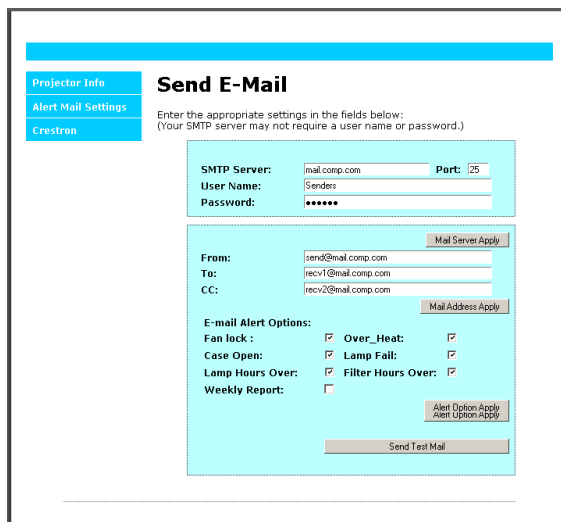 Send E-Mail
Projector Info
Alert Mail Settings
Crestron
Enter the appropriate settings in the fields below:
(Your SMTP server may not require a user name or password.)
SMTP Server: mail.comp.com Port: 25
User Name: Senders
Password: ●●●●●●
Mail Server Apply
From: send@mail.comp.com
To: recv1@mail.comp.com
CC: recv2@mail.comp.com
Mail Address Apply
E-mail Alert Options:
Fan lock : Over_Heat:
Case Open: Lamp Fail:
Lamp Hours Over: Filter Hours Over:
Weekly Report:
Alert Option Apply
Alert Option Apply
Send Test Mail